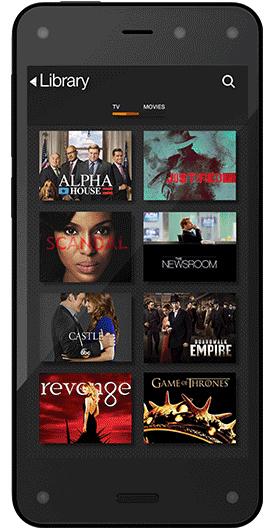 Library
TV MOVIES
ALPHA
HOUSE
JUSTIFIED
SCANDAL
THE
NEWSROOM
CASTLE
abc
BOARDWALK
EMPIRE
revenge
GAME OF THRONES